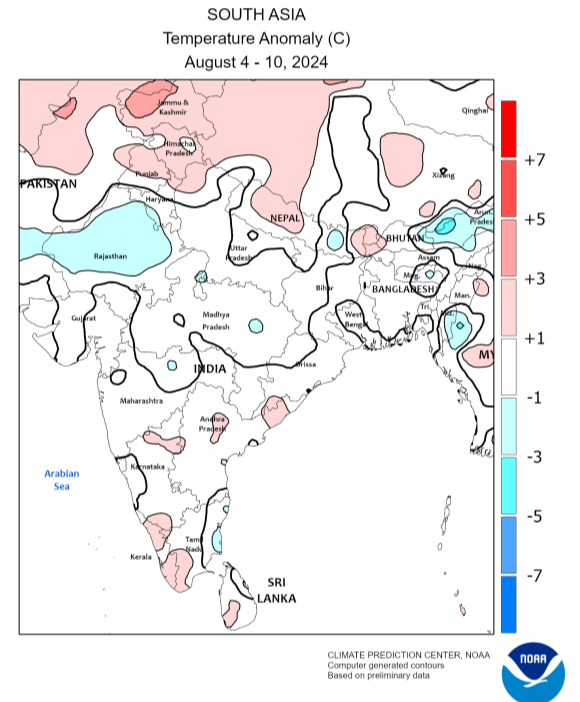 SOUTH ASIA
Temperature Anomaly (C)
August 4 - 10, 2024
Jammu &
Kashmir
Qinghai
Himachal
Pradesh
PAKISTAN
Punjab
Xizang
Haryana
NEPAL
Arun.
Pradesh
BHUTAN
Uttar
Pradesh
Rajasthan
Assam
Nag.
Meg.
Bihar
BANGLADESH
Man.
Tri.
Gujarat
Madhya
Pradesh
West
Bengal
MY
INDIA
Orissa
Maharashtra
Andhra
Pradesh
Karnataka
Arabian
Sea
Tamil
Nadu
Kerala
SRI
LANKA
+7
+5
+3
+1
-1
-3
-5
-7
CLIMATE PREDICTION CENTER, NOAA
Computer generated contours
Based on preliminary data
NOAA